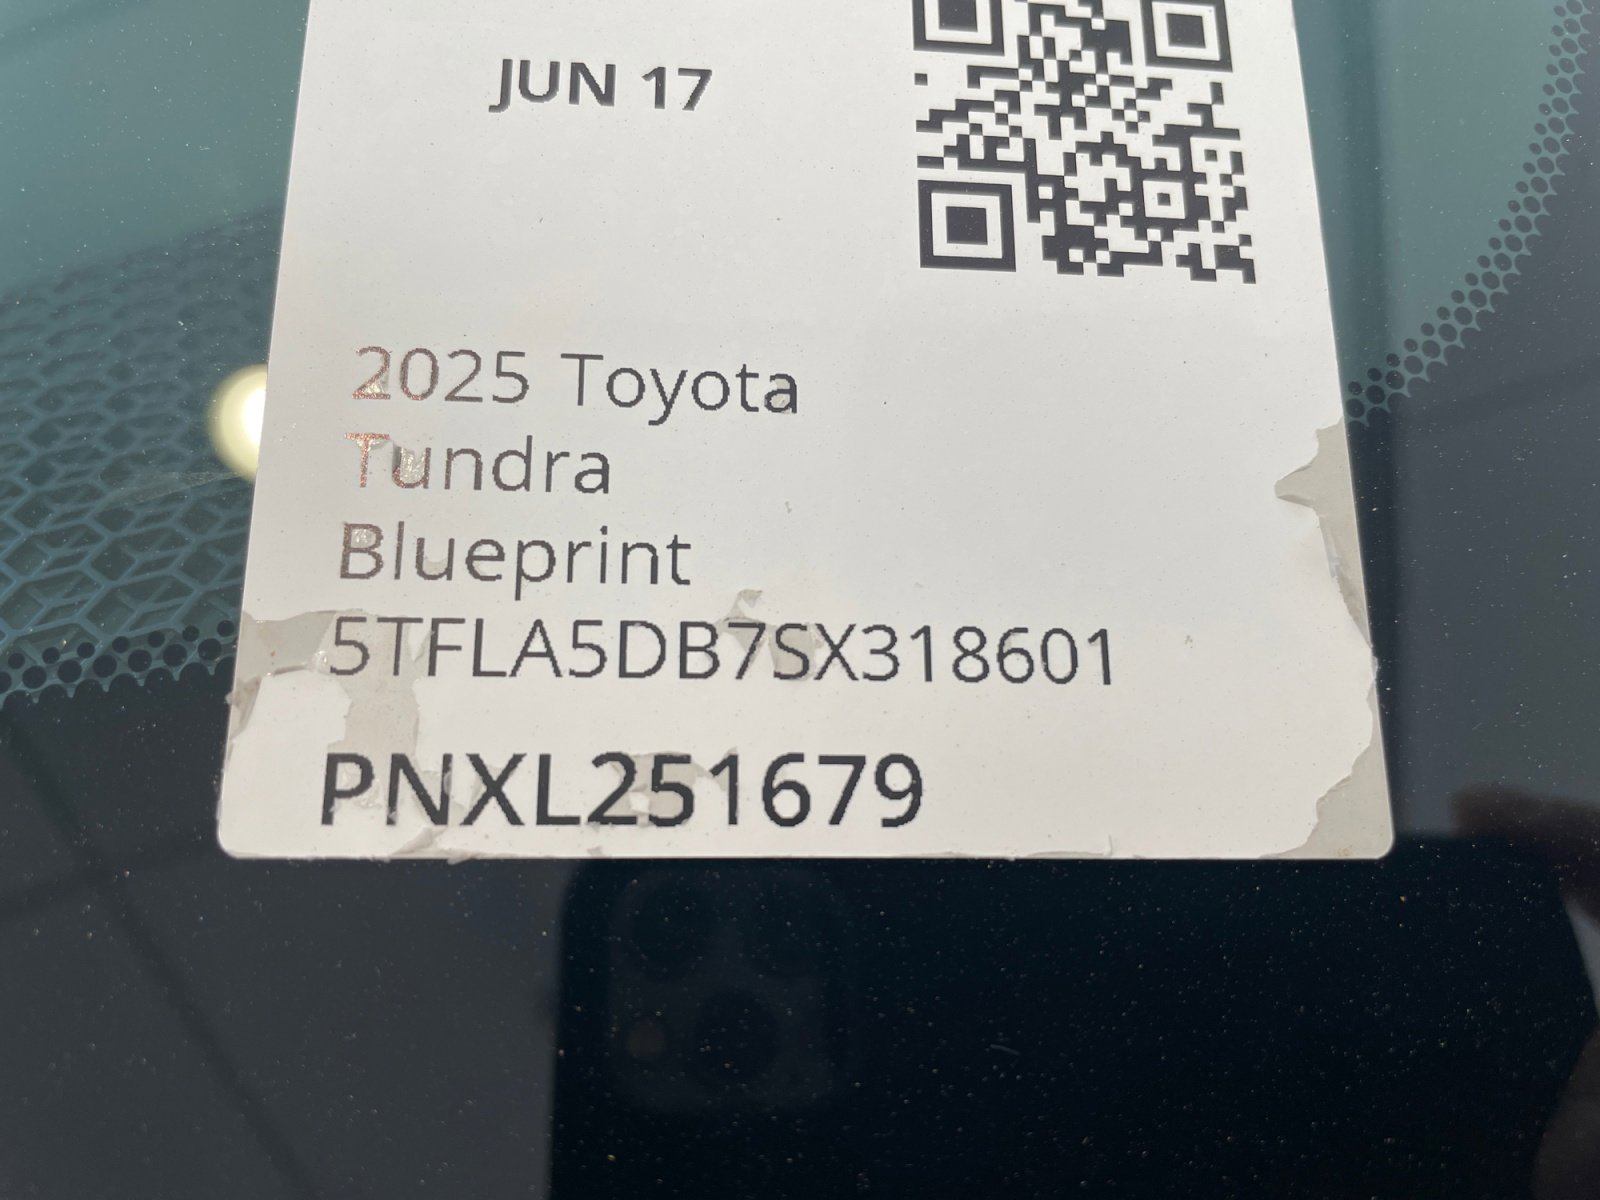 JUN 17
2025 Toyota
Tundra
Blueprint
5TFLA5DB7SX318601
PNXL251679